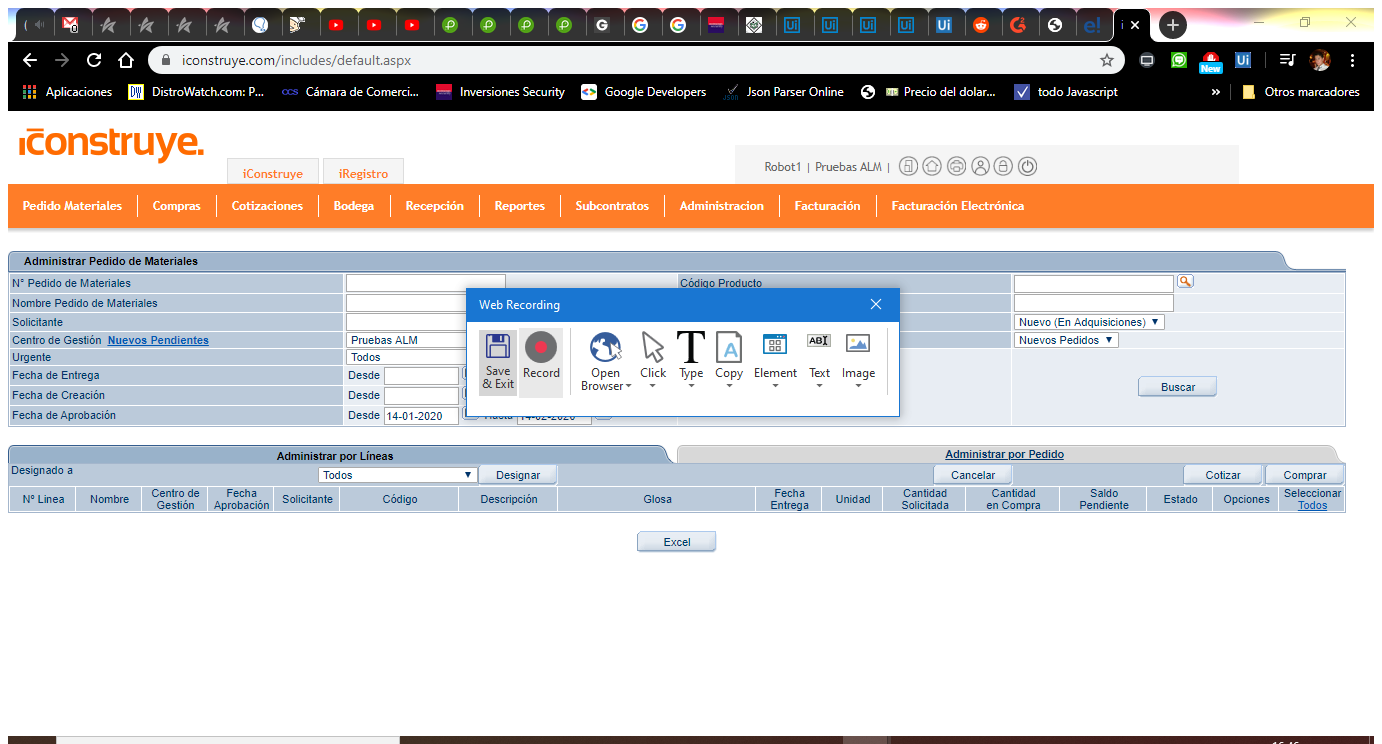 New
iconstruye.com/includes/default.aspx
Aplicaciones DistroWatch.com: P... CCS Cámara de Comerci... Inversiones Security Google Developers Json Parser Online Precio del dolar... todo Javascript » Otros marcadores
iconstruye.
iConstruye iRegistro
Robot1 | Pruebas ALM |
Pedido Materiales Compras Cotizaciones Bodega Recepción Reportes Subcontratos Administracion Facturación Facturación Electrónica
Administrar Pedido de Materiales
N° Pedido de Materiales Código Producto
Nombre Pedido de Materiales
Solicitante Nuevo (En Adquisiciones)
Centro de Gestión Nuevos Pendientes Pruebas ALM Nuevos Pedidos
Urgente Todos
Fecha de Entrega Desde
Fecha de Creación Desde
Fecha de Aprobación Desde 14-01-2020 Hasta 14-02-2020
Buscar
Web Recording
Save & Exit Record Open Browser Click Type Copy Element Text Image
Administrar por Líneas Administrar por Pedido
Designado a Todos Designar Cancelar Cotizar Comprar
Nº Linea Nombre Centro de Gestión Fecha Aprobación Solicitante Código Descripción Glosa Fecha Entrega Unidad Cantidad Solicitada Cantidad en Compra Saldo Pendiente Estado Opciones Seleccionar Todos
Excel